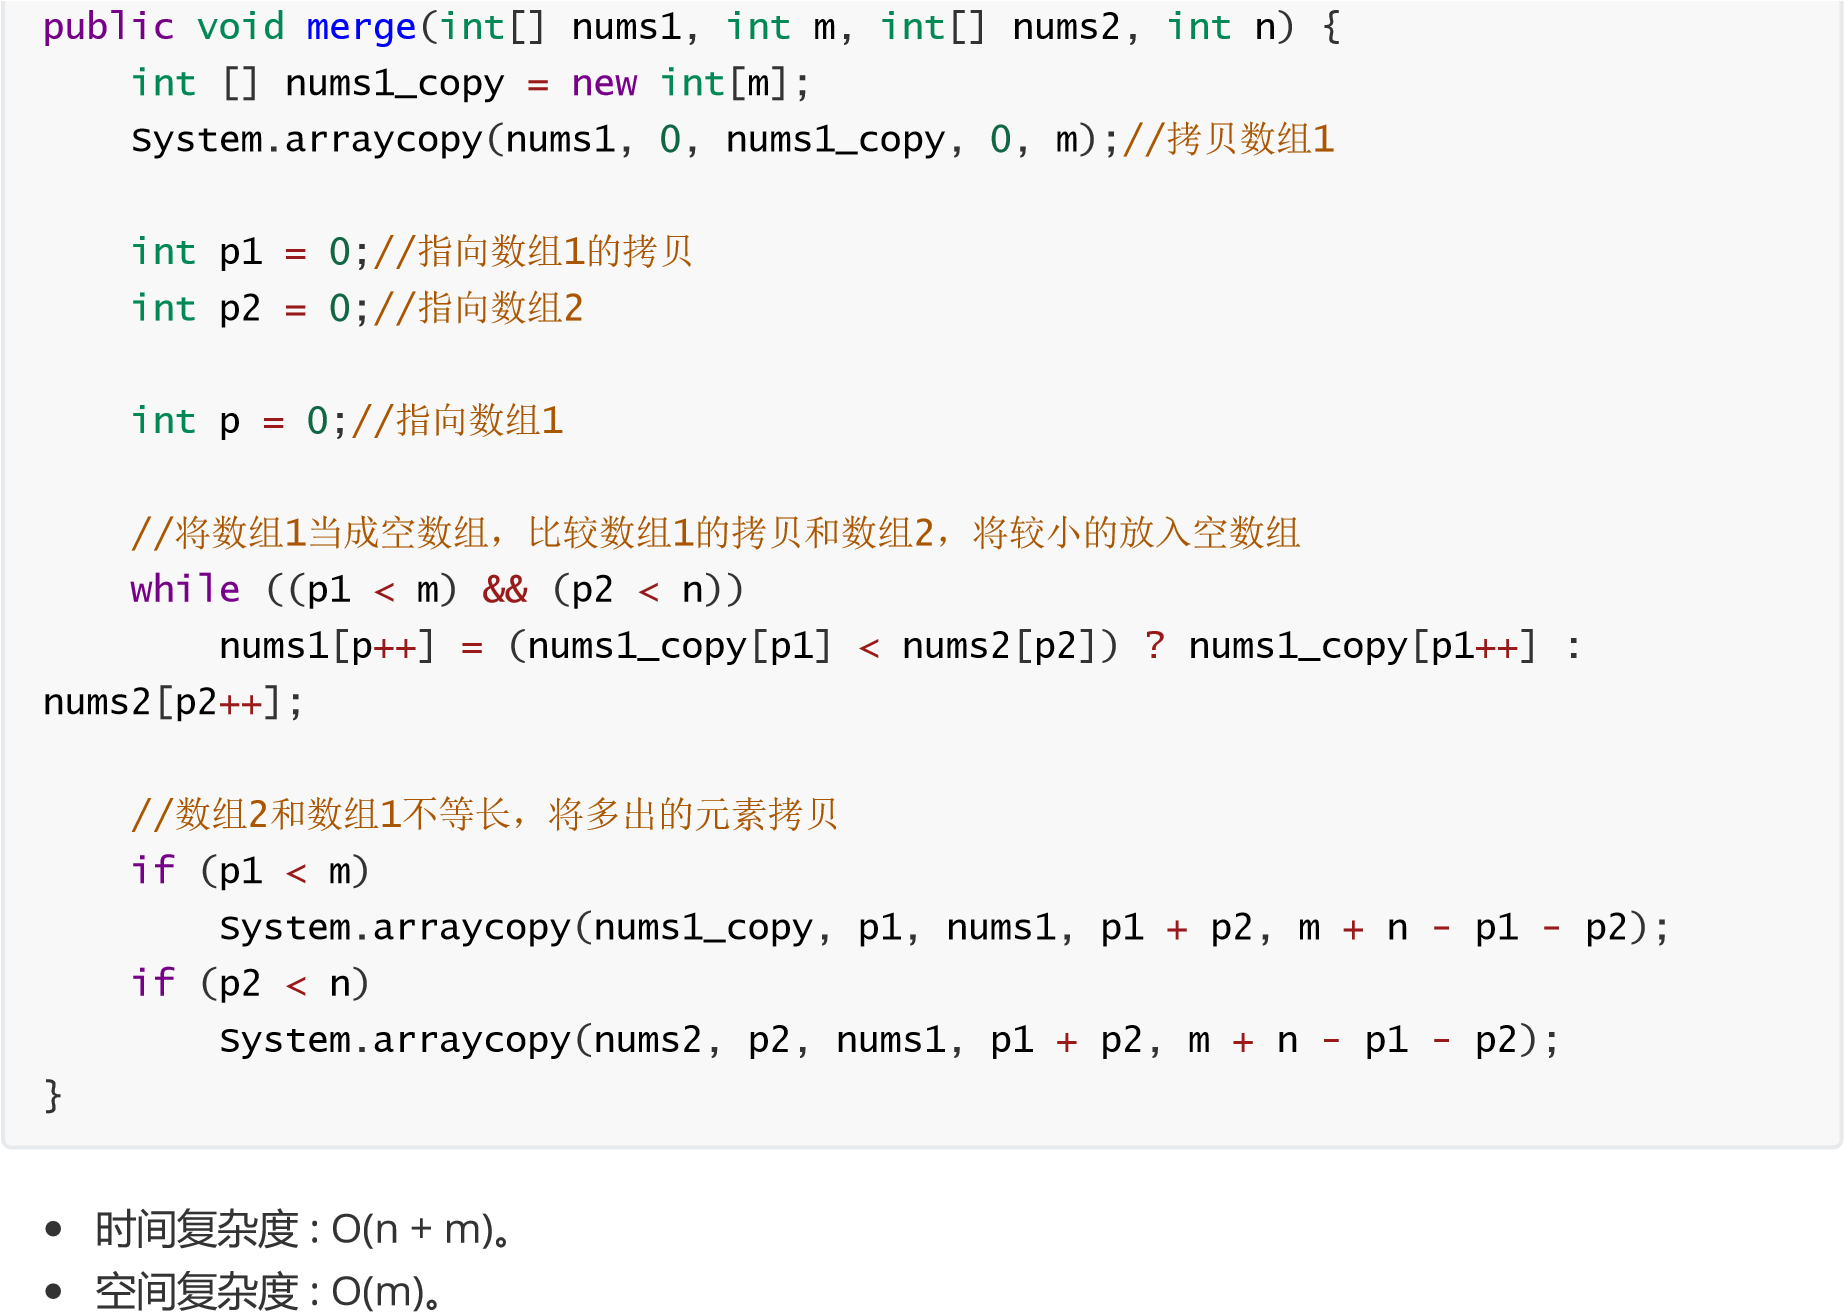 public void merge(int[] nums1, int m, int[] nums2, int n) {
    int [] nums1_copy = new int[m];
    System.arraycopy(nums1, 0, nums1_copy, 0, m);//拷贝数组1
    int p1 = 0;//指向数组1的拷贝
    int p2 = 0;//指向数组2
    int p = 0;//指向数组1
    //将数组1当成空数组，比较数组1的拷贝和数组2，将较小的放入空数组
    while ((p1 < m) && (p2 < n))
        nums1[p++] = (nums1_copy[p1] < nums2[p2]) ? nums1_copy[p1++] :
nums2[p2++];
    //数组2和数组1不等长，将多出的元素拷贝
    if (p1 < m)
        System.arraycopy(nums1_copy, p1, nums1, p1 + p2, m + n - p1 - p2);
    if (p2 < n)
        System.arraycopy(nums2, p2, nums1, p1 + p2, m + n - p1 - p2);
}
• 时间复杂度 : O(n + m)。
• 空间复杂度 : O(m)。